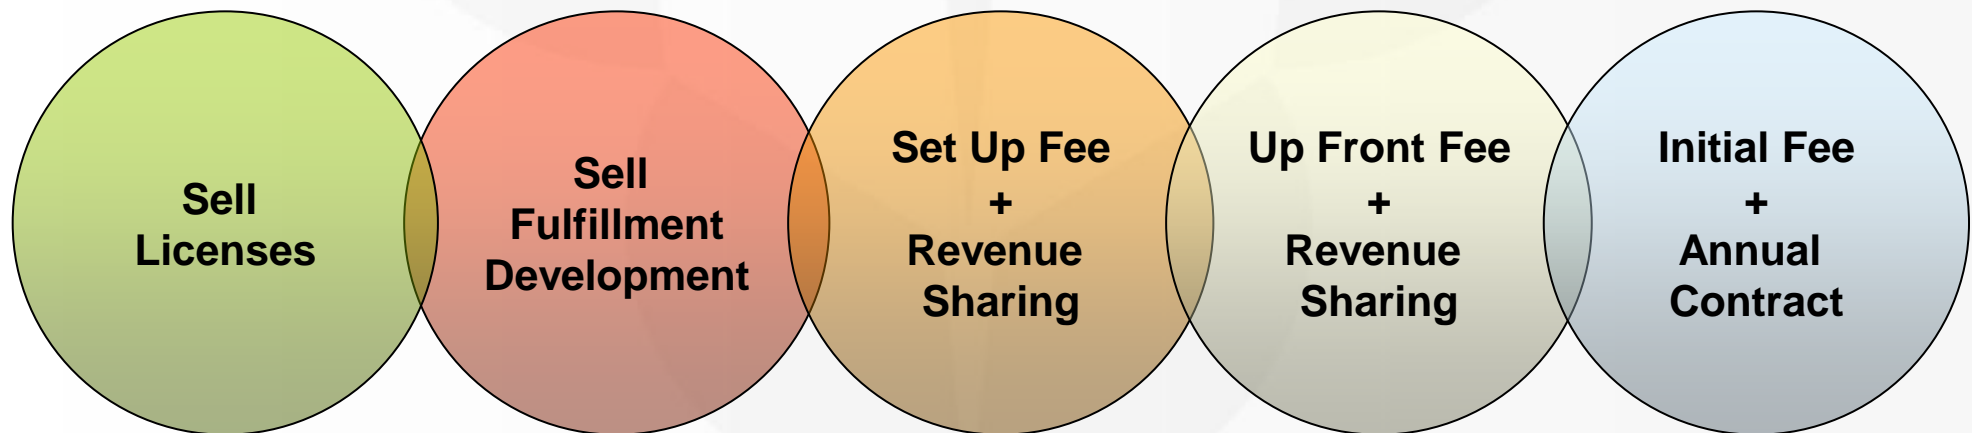 Sell
Licenses
Sell
Fulfillment
Development
Set Up Fee
+
Revenue
Sharing
Up Front Fee
+
Revenue
Sharing
Initial Fee
+
Annual
Contract